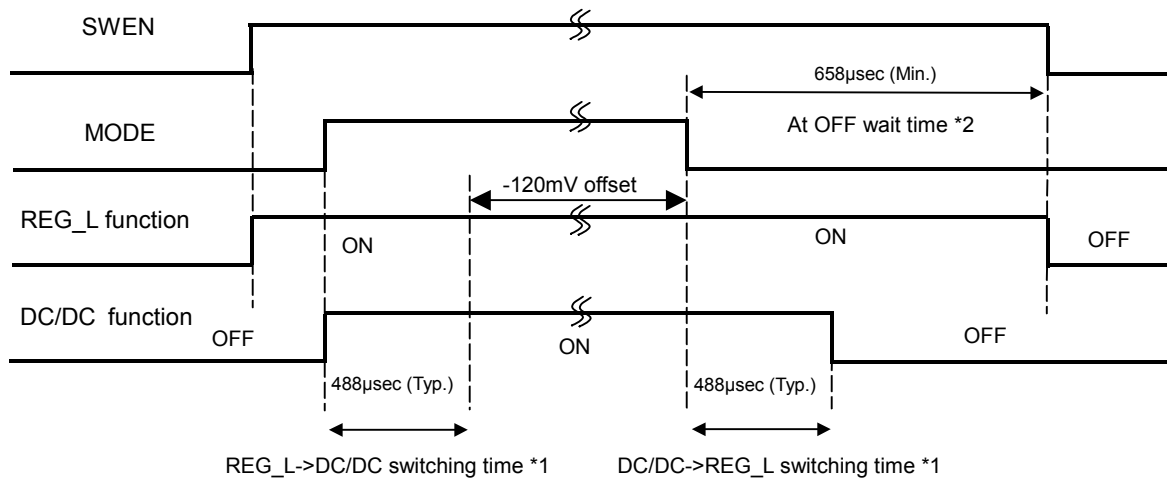 SWEN
658µsec (Min.)
MODE
At OFF wait time *2
-120mV offset
REG_L function
ON
ON
OFF
DC/DC function
OFF
ON
OFF
488µsec (Typ.)
488µsec (Typ.)
REG_L->DC/DC switching time *1
DC/DC->REG_L switching time *1